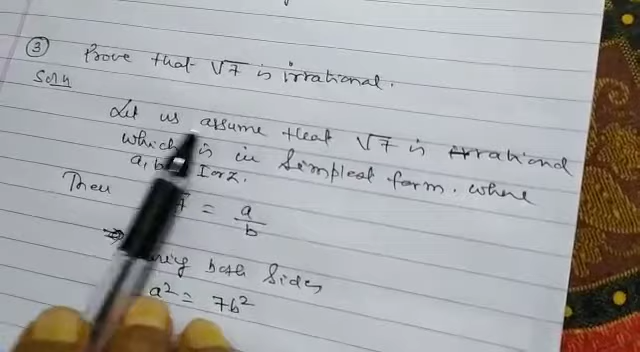 ③ Prove that √7 is irrational.
Soln
Let us assume that √7 is rational
which is in simplest form. where
a, b I or Z.
Then = a/b
both sides
a² = 7b²